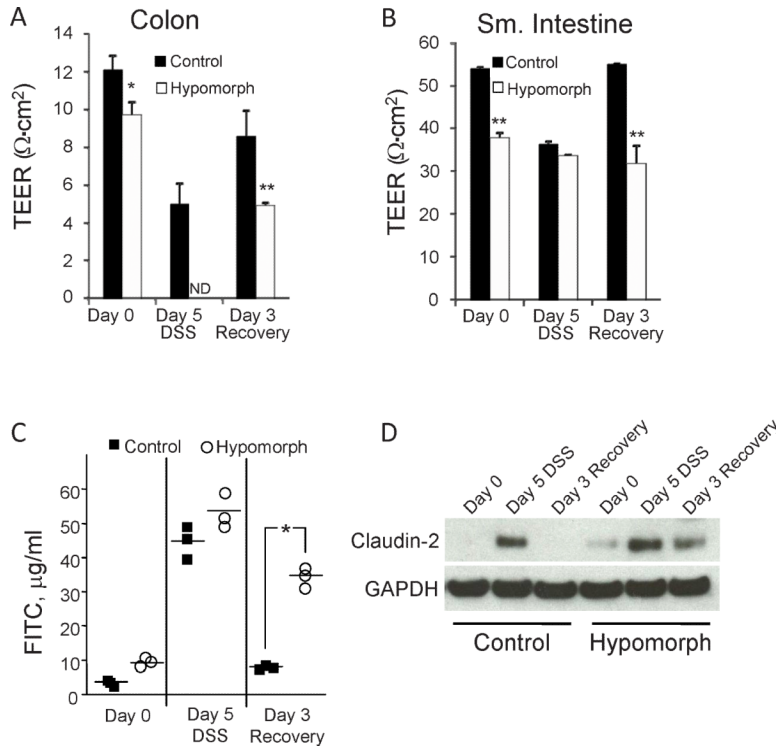 A
Colon
TEER (Ω·cm²)
14
12
10
8
6
4
2
0
Control
Hypomorph
*
ND
**
Day 0
Day 5
DSS
Day 3
Recovery
B
Sm. Intestine
TEER (Ω·cm²)
60
50
40
30
20
10
0
Control
Hypomorph
**
**
Day 0
Day 5
DSS
Day 3
Recovery
C
Control
Hypomorph
FITC, µg/ml
60
50
40
30
20
10
0
*
Day 0
Day 5
DSS
Day 3
Recovery
D
Day 0
Day 5 DSS
Day 3 Recovery
Day 0
Day 5 DSS
Day 3 Recovery
Claudin-2
GAPDH
Control
Hypomorph